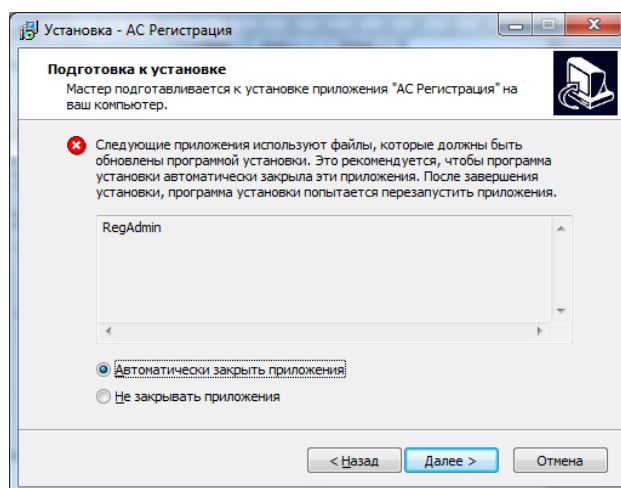 Установка - АС Регистрация
Подготовка к установке
Мастер подготавливается к установке приложения "АС Регистрация" на
ваш компьютер.
Следующие приложения используют файлы, которые должны быть
обновлены программой установки. Это рекомендуется, чтобы программа
установки автоматически закрыла эти приложения. После завершения
установки, программа установки попытается перезапустить приложения.
RegAdmin
Автоматически закрыть приложения
Не закрывать приложения
< Назад
Далее >
Отмена